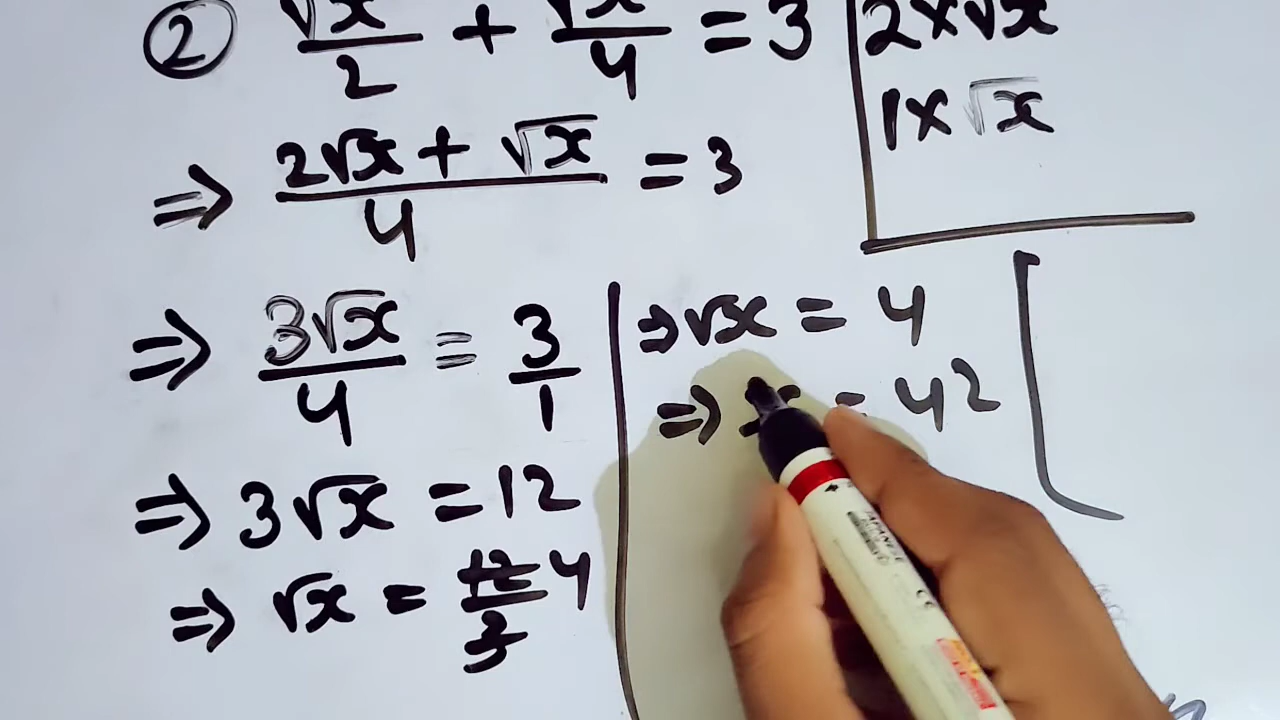 ② √x/2 + √x/4 = 3
2×√x
1×√x
⇒ (2√x + √x)/4 = 3
⇒ 3√x/4 = 3/1
⇒ 3√x = 12
⇒ √x = 12/3 4
⇒ √x = 4
⇒ x = 4²